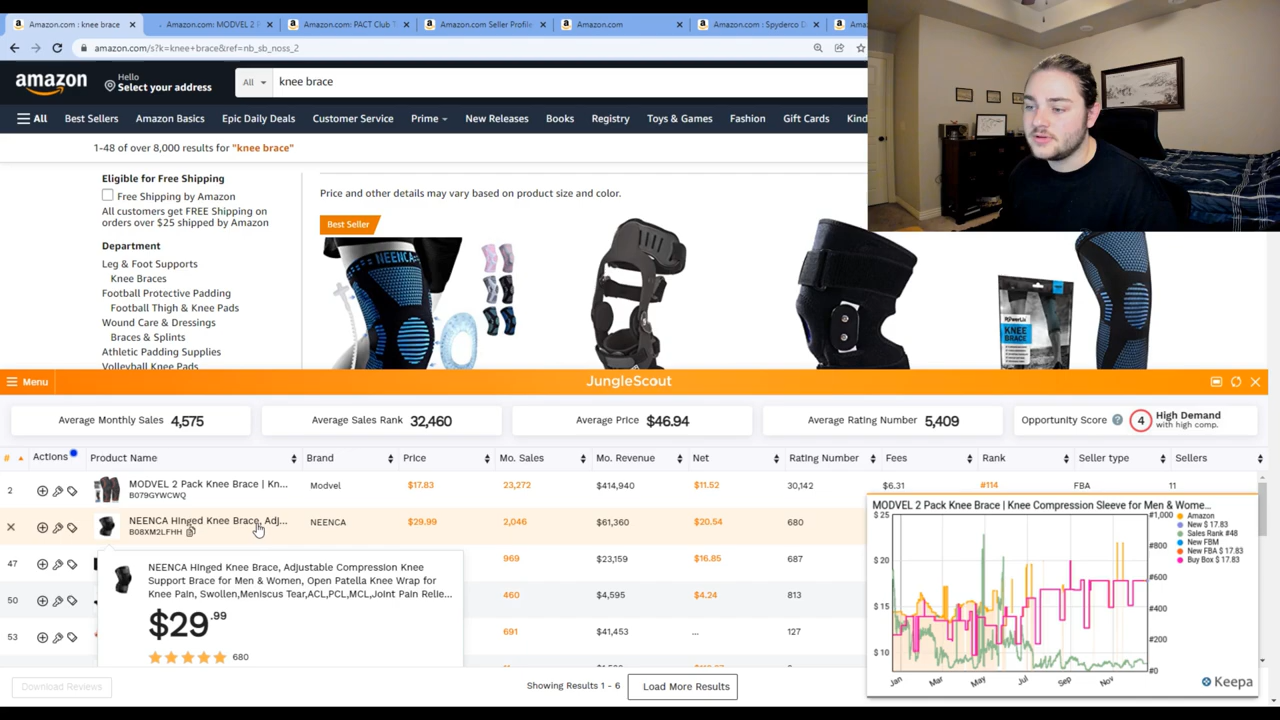 Amazon.com : knee brace
Amazon.com: MODVEL 2 P
Amazon.com: PACT Club T
Amazon.com Seller Profile
Amazon.com
Amazon.com : Spyderco D
Ama
amazon.com/s?k=knee+brace&ref=nb_sb_noss_2
amazon
Hello
Select your address
All
knee brace
All
Best Sellers
Amazon Basics
Epic Daily Deals
Customer Service
Prime
New Releases
Books
Registry
Toys & Games
Fashion
Gift Cards
Kind
1-48 of over 8,000 results for "knee brace"
Eligible for Free Shipping
Free Shipping by Amazon
All customers get FREE Shipping on
orders over $25 shipped by Amazon
Department
Leg & Foot Supports
Knee Braces
Football Protective Padding
Football Thigh & Knee Pads
Wound Care & Dressings
Braces & Splints
Athletic Padding Supplies
Volleyball Knee Pads
Price and other details may vary based on product size and color.
Best Seller
NEENCA
POWERLIX
KNEE
BRACE
Menu
JungleScout
Average Monthly Sales 4,575
Average Sales Rank 32,460
Average Price $46.94
Average Rating Number 5,409
Opportunity Score ? 4 High Demand
with high comp.
# Actions Product Name Brand Price Mo. Sales Mo. Revenue Net Rating Number Fees Rank Seller type Sellers
2 MODVEL 2 Pack Knee Brace | Kn... Modvel $17.83 23,272 $414,940 $11.52 30,142 $6.31 #114 FBA 11
B079GYWCWQ
NEENCA Hinged Knee Brace, Adj... NEENCA $29.99 2,046 $61,360 $20.54 680
B08XM2LFHH
47 969 $23,159 $16.85 687
50 460 $4,595 $4.24 813
53 691 $41,453 ... 127
NEENCA Hinged Knee Brace, Adjustable Compression Knee
Support Brace for Men & Women, Open Patella Knee Wrap for
Knee Pain, Swollen,Meniscus Tear,ACL,PCL,MCL,Joint Pain Relie...
$29.99
680
MODVEL 2 Pack Knee Brace | Knee Compression Sleeve for Men & Wome...
$ 25
$ 20
$ 15
$ 10
#1,000
#800
#600
#400
#200
#0
Jan
Mar
May
Jul
Sep
Nov
Amazon
New $ 17.83
Sales Rank #48
New FBM
New FBA $ 17.83
Buy Box $ 17.83
Keepa
Download Reviews
Showing Results 1 - 6
Load More Results